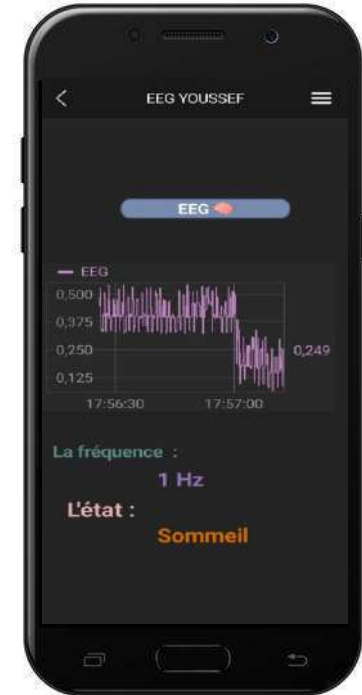 EEG YOUSSEF
EEG
EEG
0,500
0,375
0,250
0,125
0,249
17:56:30
17:57:00
La fréquence :
1 Hz
L'état :
Sommeil